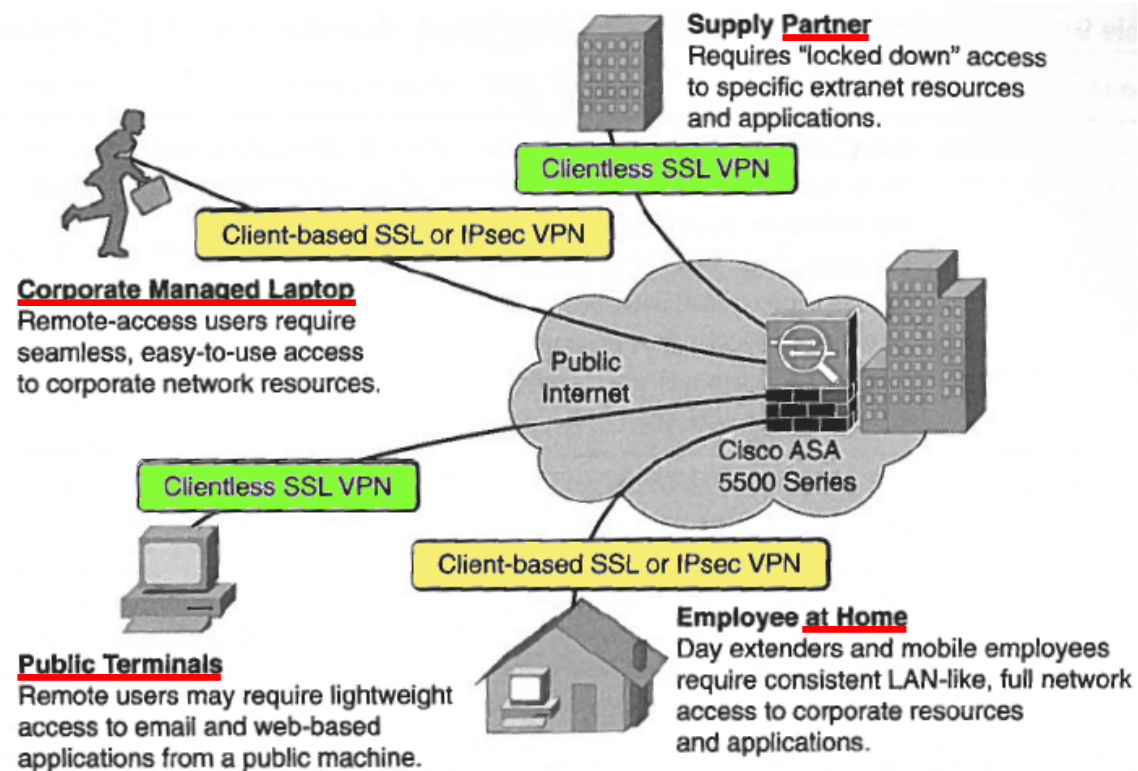 ble 9
Supply Partner
Requires “locked down” access
to specific extranet resources
and applications.
Clientless SSL VPN
Client-based SSL or IPsec VPN
Corporate Managed Laptop
Remote-access users require
seamless, easy-to-use access
to corporate network resources.
Public
Internet
Cisco ASA
5500 Series
Clientless SSL VPN
Client-based SSL or IPsec VPN
Public Terminals
Remote users may require lightweight
access to email and web-based
applications from a public machine.
Employee at Home
Day extenders and mobile employees
require consistent LAN-like, full network
access to corporate resources
and applications.